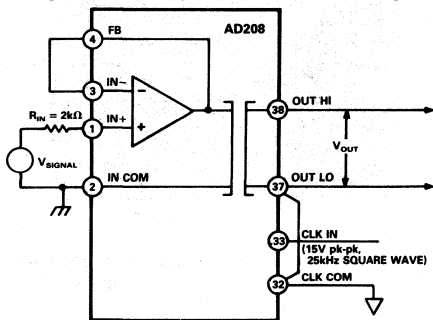 AD208
4 FB
3 IN−
R_IN = 2kΩ
1 IN+
V_SIGNAL
2 IN COM
38 OUT HI
V_OUT
37 OUT LO
33 CLK IN
(15V pk-pk,
25kHz SQUARE WAVE)
32 CLK COM
−
+